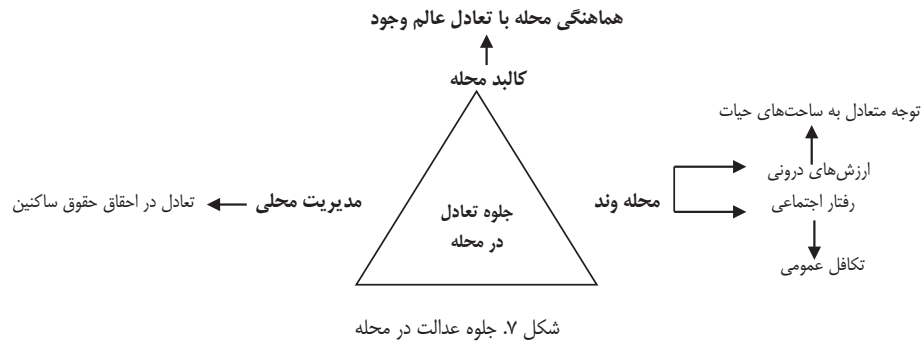 هماهنگی محله با تعادل عالم وجود
کالبد محله
توجه متعادل به ساحت‌های حیات
ارزش‌های درونی
محله وند
رفتار اجتماعی
تکافل عمومی
جلوه تعادل
در محله
مدیریت محلی
تعادل در احقاق حقوق ساکنین
شکل ۷. جلوه عدالت در محله